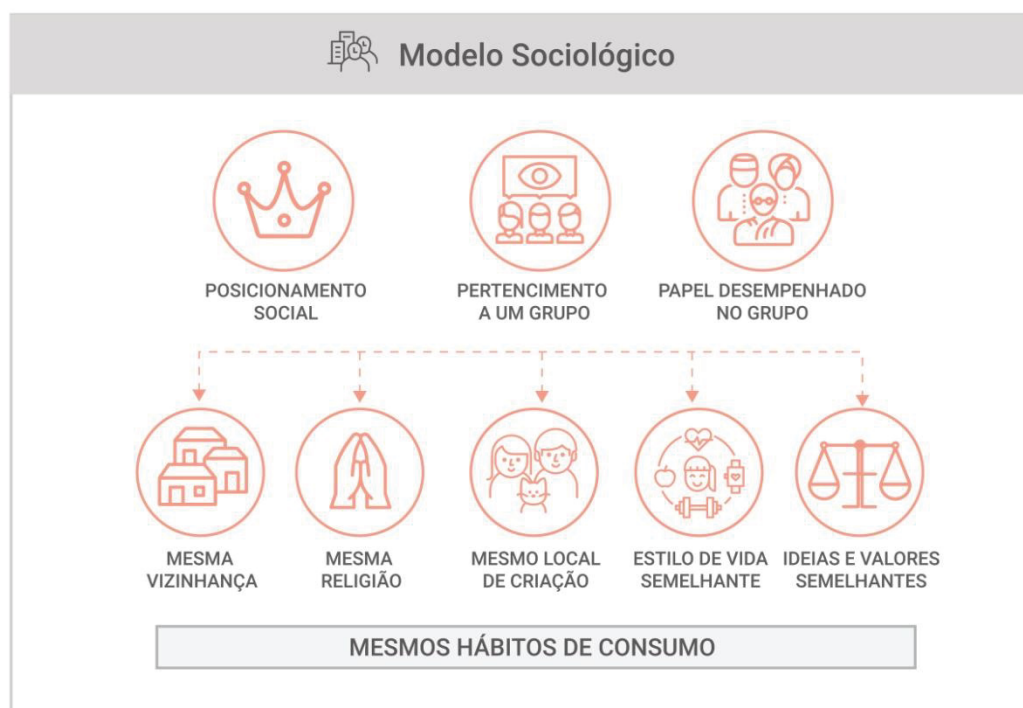 Modelo Sociológico
POSICIONAMENTO
SOCIAL
PERTENCIMENTO
A UM GRUPO
PAPEL DESEMPENHADO
NO GRUPO
MESMA
VIZINHANÇA
MESMA
RELIGIÃO
MESMO LOCAL
DE CRIAÇÃO
ESTILO DE VIDA
SEMELHANTE
IDEIAS E VALORES
SEMELHANTES
MESMOS HÁBITOS DE CONSUMO